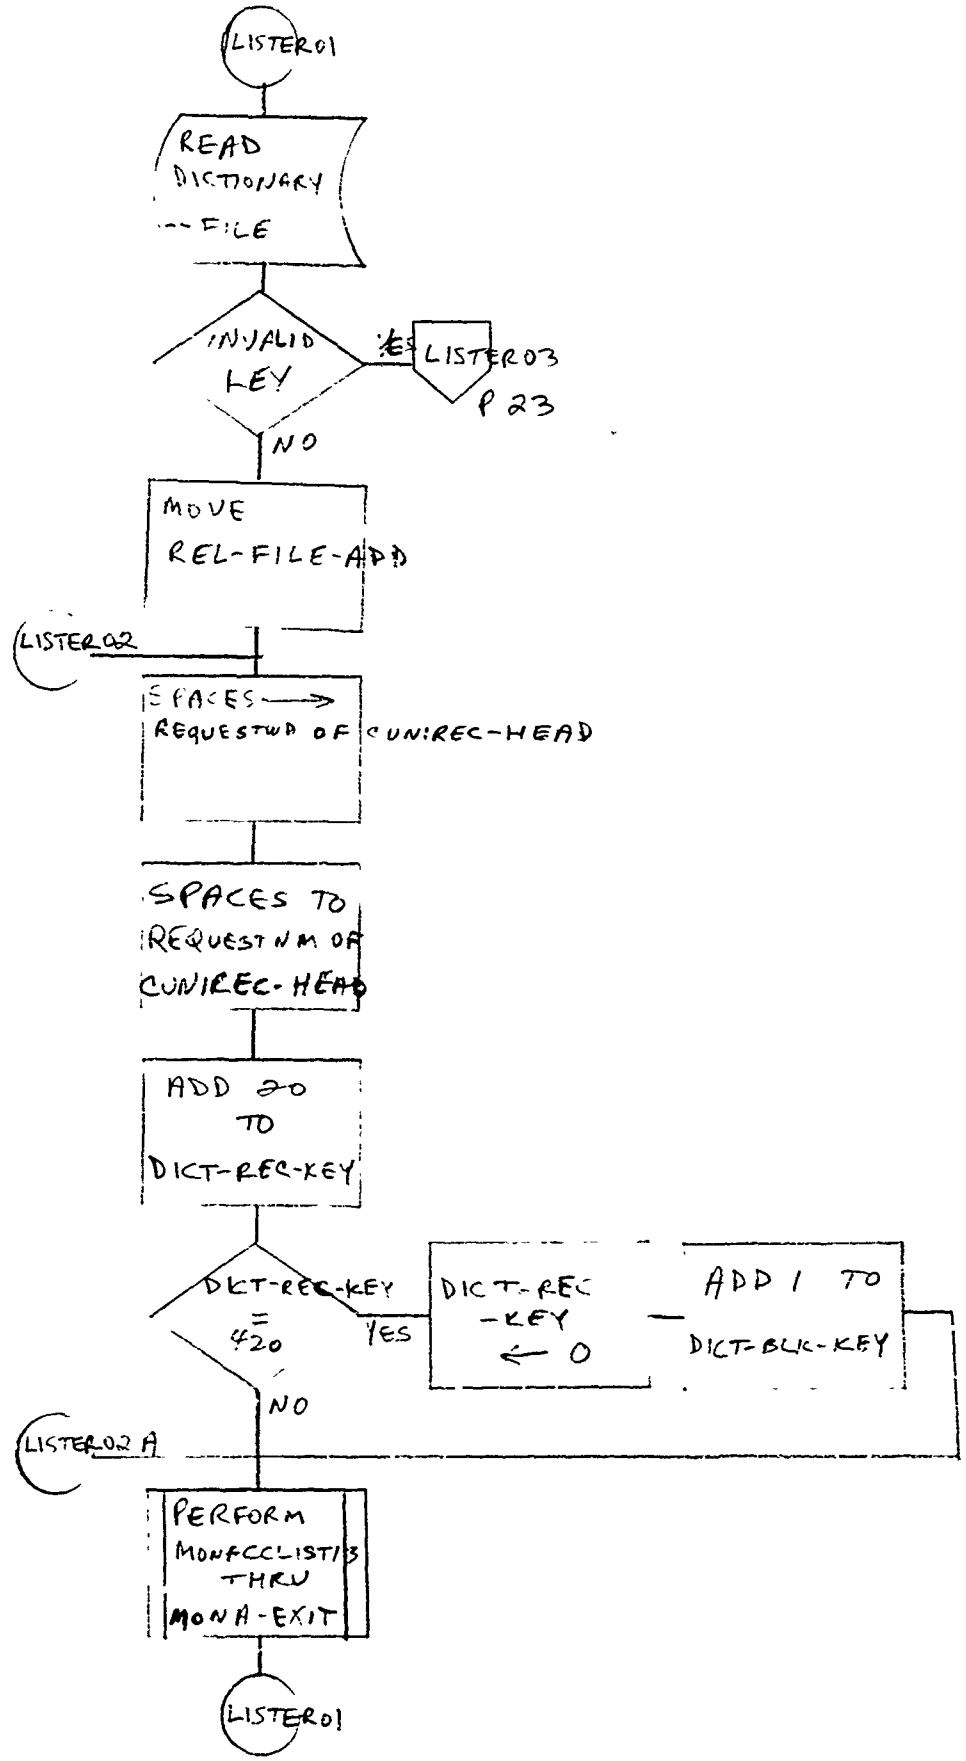 LISTER01
READ
DICTIONARY
FILE
INVALID
KEY
YES
LISTER03
P 23
NO
MOVE
REL-FILE-ADD
LISTER02
SPACES →
REQUESTWD OF CUNIREC-HEAD
SPACES TO
REQUESTNM OF
CUNIREC-HEAD
ADD 20
TO
DICT-REC-KEY
DICT-REC-KEY
=
420
YES
DICT-REC
-KEY
← 0
ADD 1 TO
DICT-BLK-KEY
NO
LISTER02A
PERFORM
THRU
MONA-EXIT
LISTER01